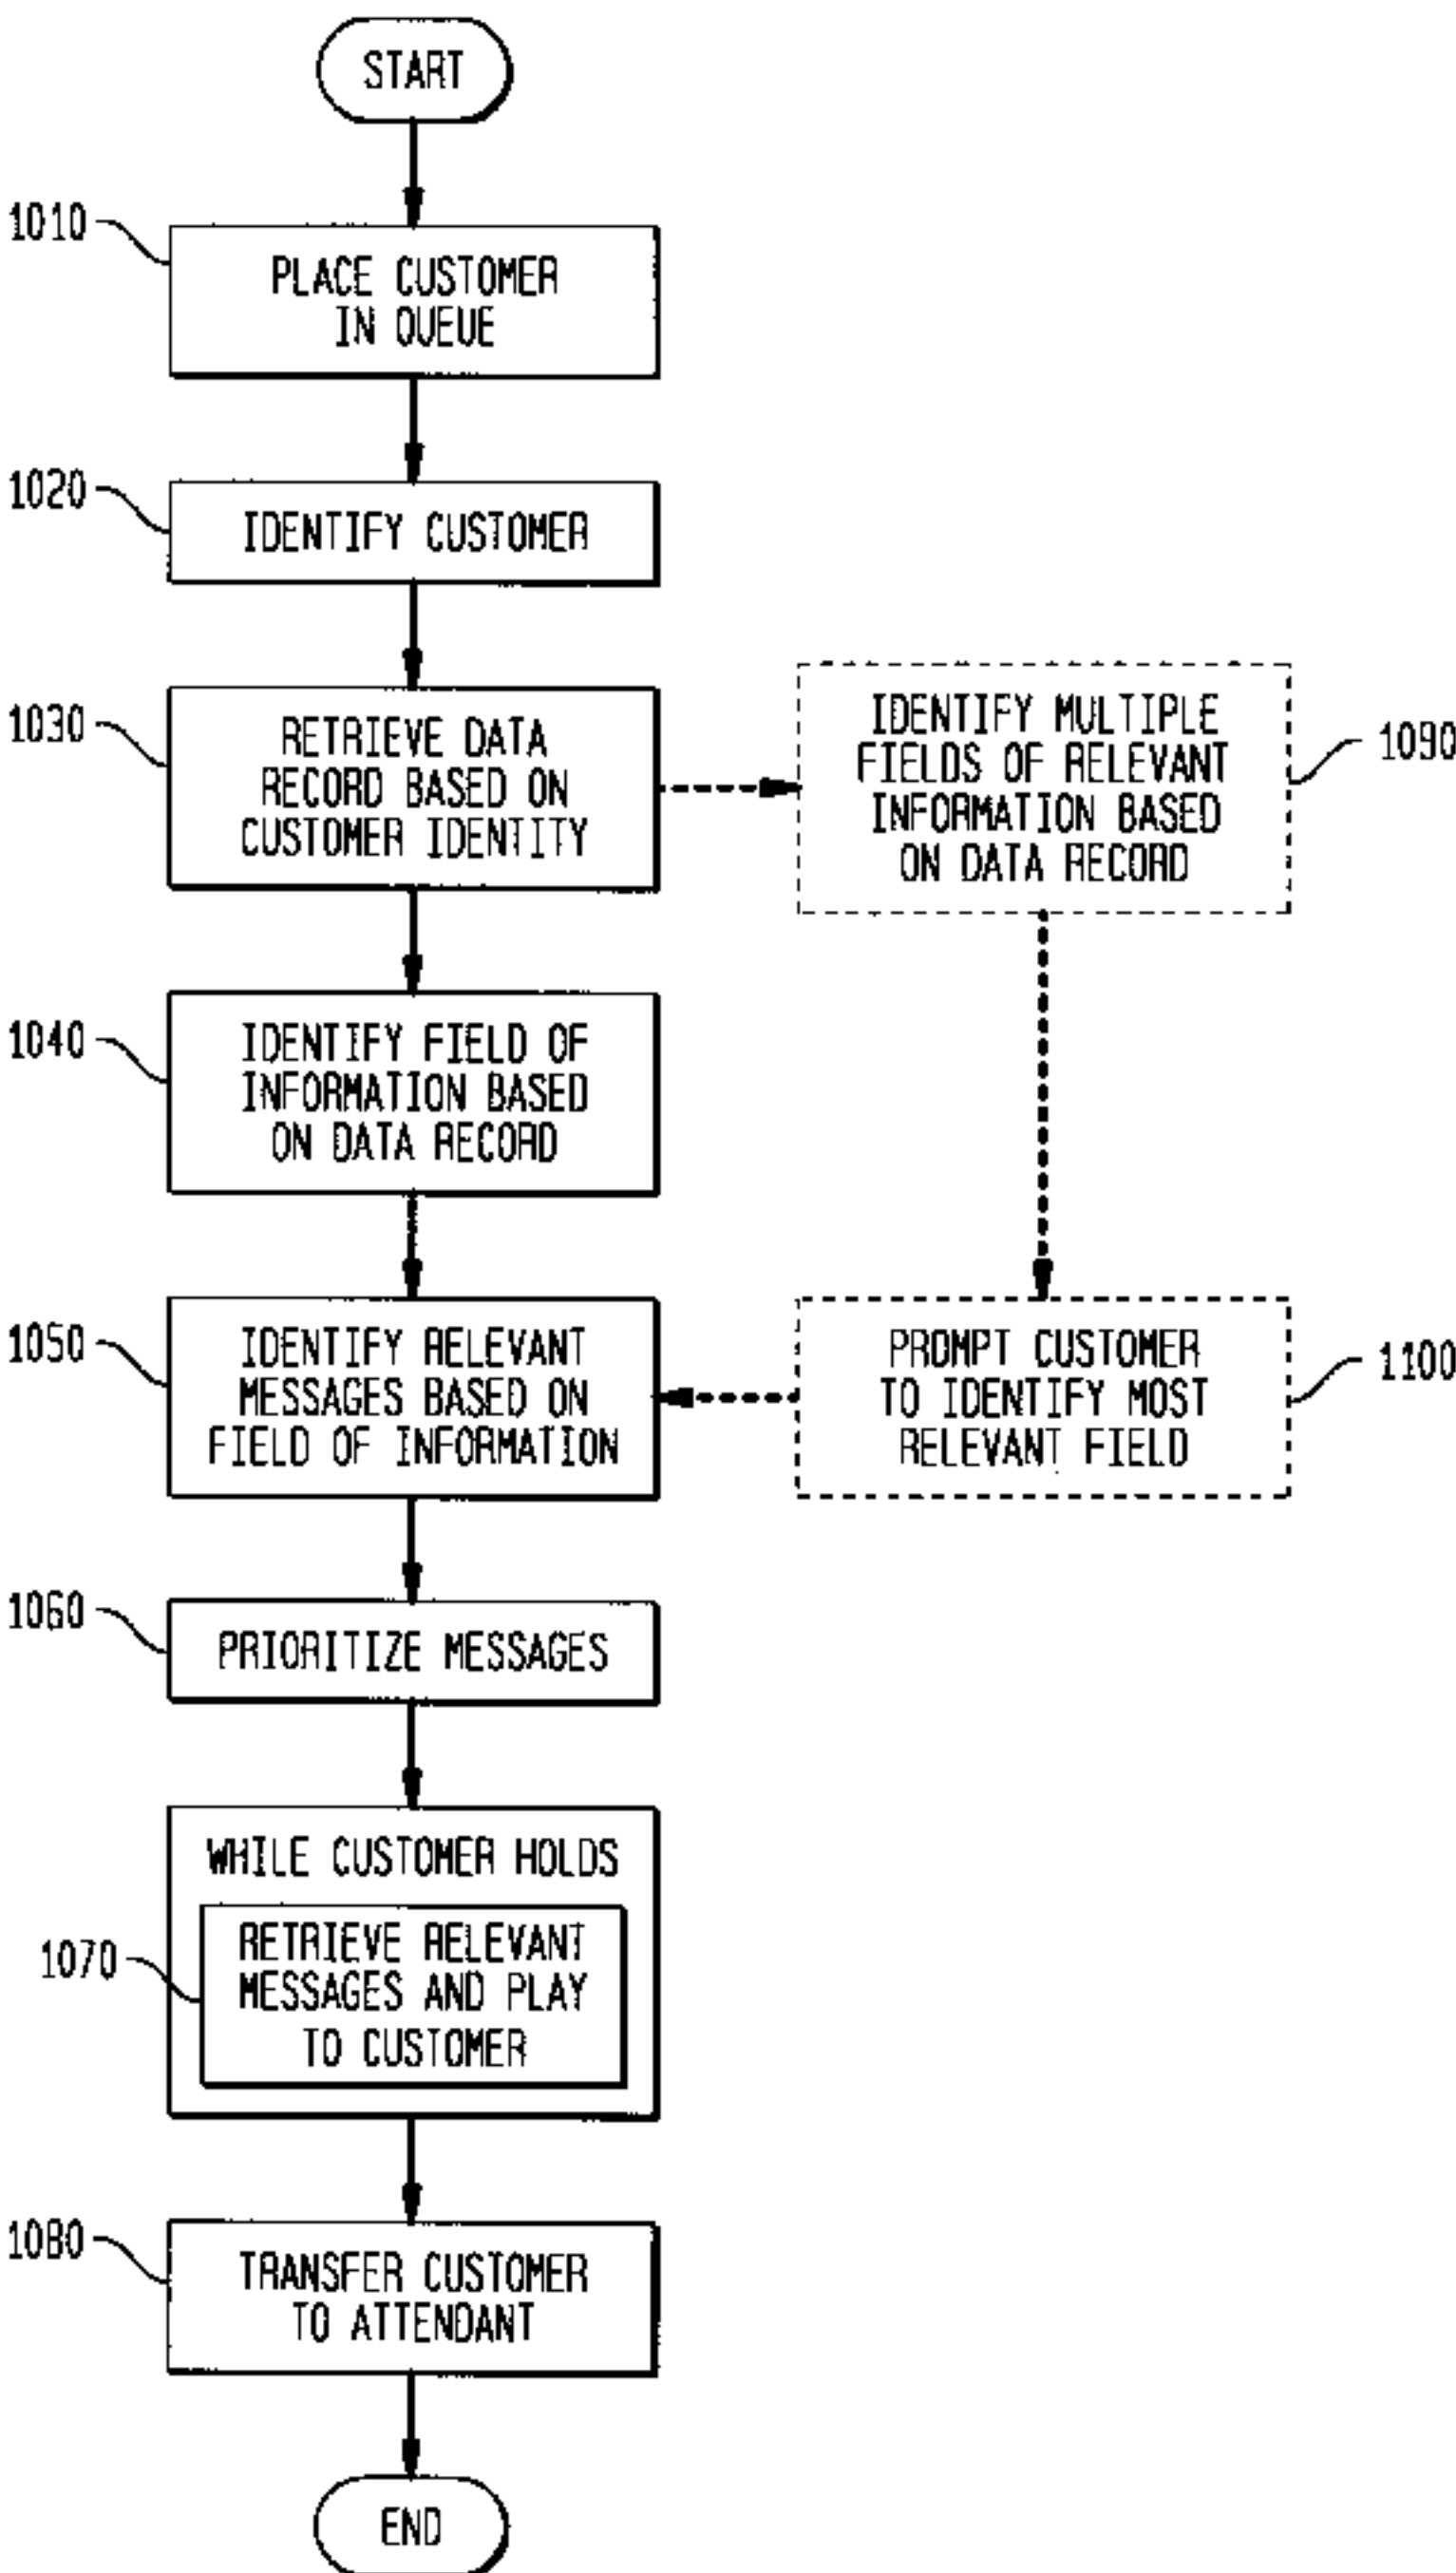 START
1010
PLACE CUSTOMER
IN QUEUE
1020
IDENTIFY CUSTOMER
1030
RETRIEVE DATA
RECORD BASED ON
CUSTOMER IDENTITY
IDENTIFY MULTIPLE
FIELDS OF RELEVANT
INFORMATION BASED
ON DATA RECORD
1090
1040
IDENTIFY FIELD OF
INFORMATION BASED
ON DATA RECORD
1050
IDENTIFY RELEVANT
MESSAGES BASED ON
FIELD OF INFORMATION
PROMPT CUSTOMER
TO IDENTIFY MOST
RELEVANT FIELD
1100
1060
PRIORITIZE MESSAGES
WHILE CUSTOMER HOLDS
1070
RETRIEVE RELEVANT
MESSAGES AND PLAY
TO CUSTOMER
1080
TRANSFER CUSTOMER
TO ATTENDANT
END